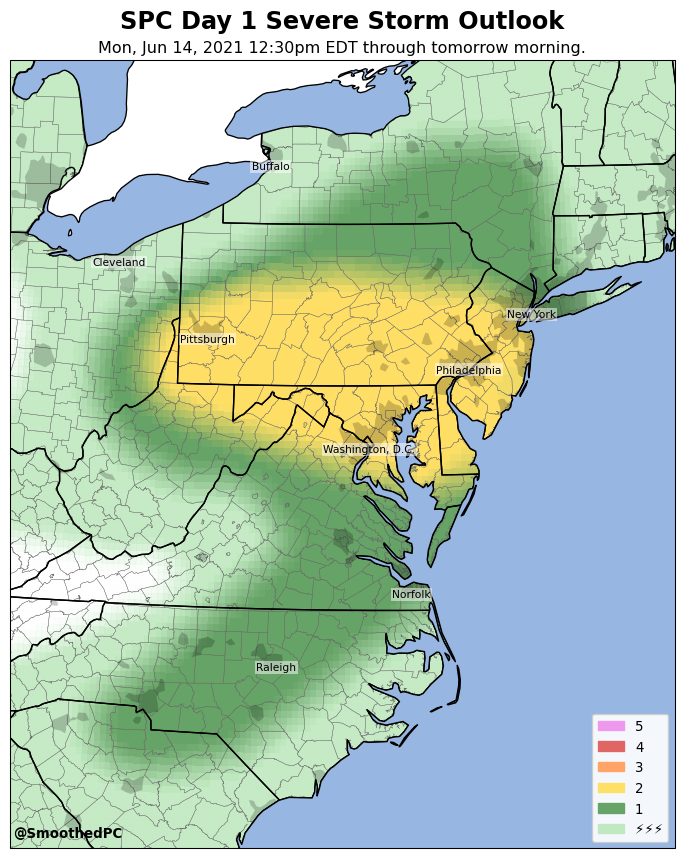 SPC Day 1 Severe Storm Outlook
Mon, Jun 14, 2021 12:30pm EDT through tomorrow morning.
Buffalo
Cleveland
New York
Pittsburgh
Philadelphia
Washington, D.C.
Norfolk
Raleigh
5
4
3
2
1
⚡⚡⚡
@SmoothedPC